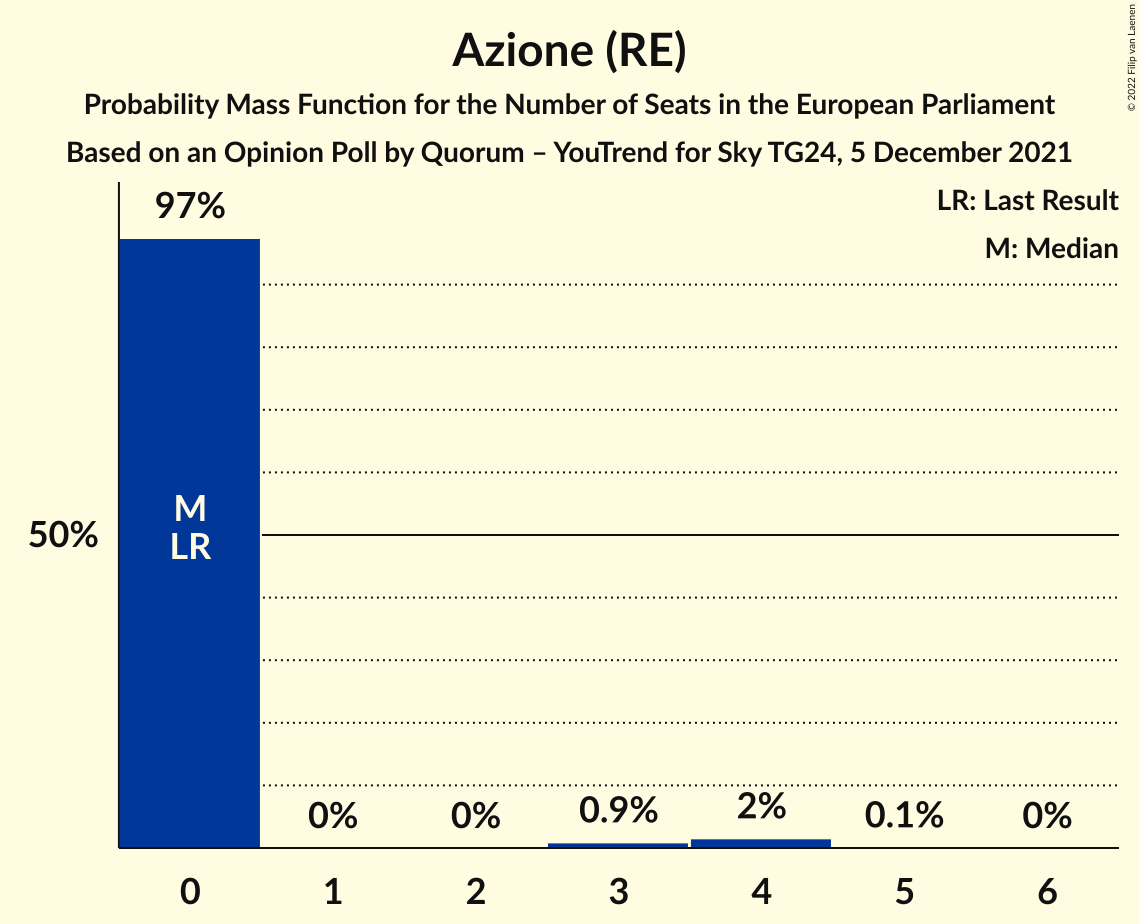 Azione (RE)
Probability Mass Function for the Number of Seats in the European Parliament
Based on an Opinion Poll by Quorum – YouTrend for Sky TG24, 5 December 2021
© 2022 Filip van Laenen
LR: Last Result
M: Median
97%
M
LR
50%
0%
0%
0.9%
2%
0.1%
0%
0
1
2
3
4
5
6